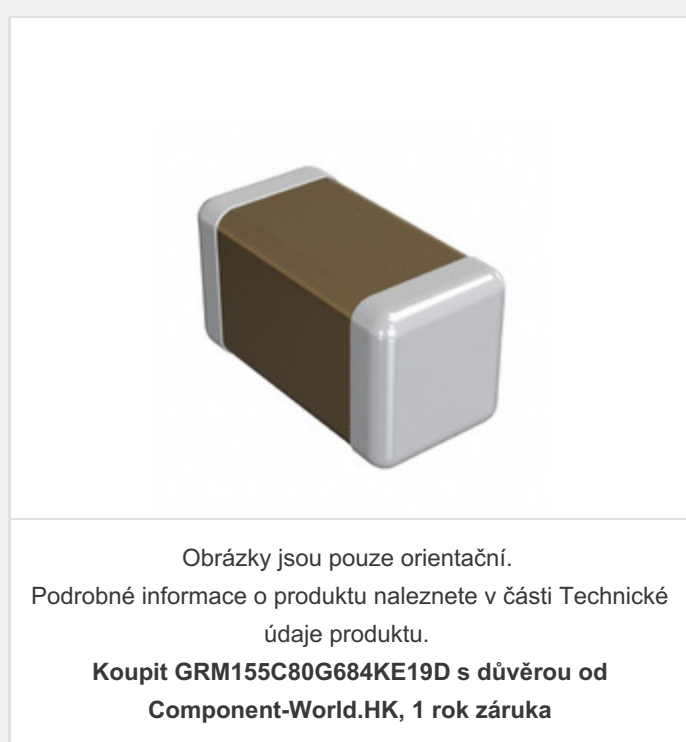 Obrázky jsou pouze orientační.
Podrobné informace o produktu naleznete v části Technické
údaje produktu.
Koupit GRM155C80G684KE19D s důvěrou od
Component-World.HK, 1 rok záruka